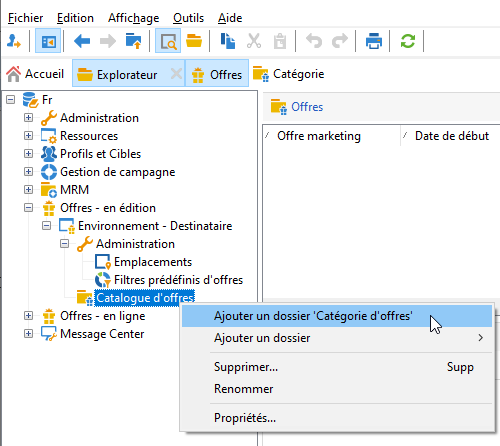 Fichier Edition Affichage Outils Aide
Accueil Explorateur Offres Catégorie
Fr
Administration
Ressources
Profils et Cibles
Gestion de campagne
MRM
Offres - en édition
Environnement - Destinataire
Administration
Emplacements
Filtres prédéfinis d'offres
Catalogue d'offres
Offres - en ligne
Message Center
Offres
Offre marketing Date de début
Ajouter un dossier 'Catégorie d'offres'
Ajouter un dossier
Supprimer... Supp
Renommer
Propriétés...